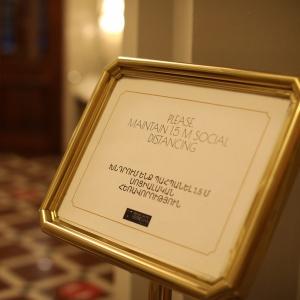 PLEASE
MAINTAIN 1.5 M SOCIAL
DISTANCING
ԽՆԴՐՈՒՄ ԵՆՔ ՊԱՀՊԱՆԵԼ 1.5 Մ
ՍՈՑԻԱԼԱԿԱՆ
ՀԵՌԱՎՈՐՈՒԹՅՈՒՆ